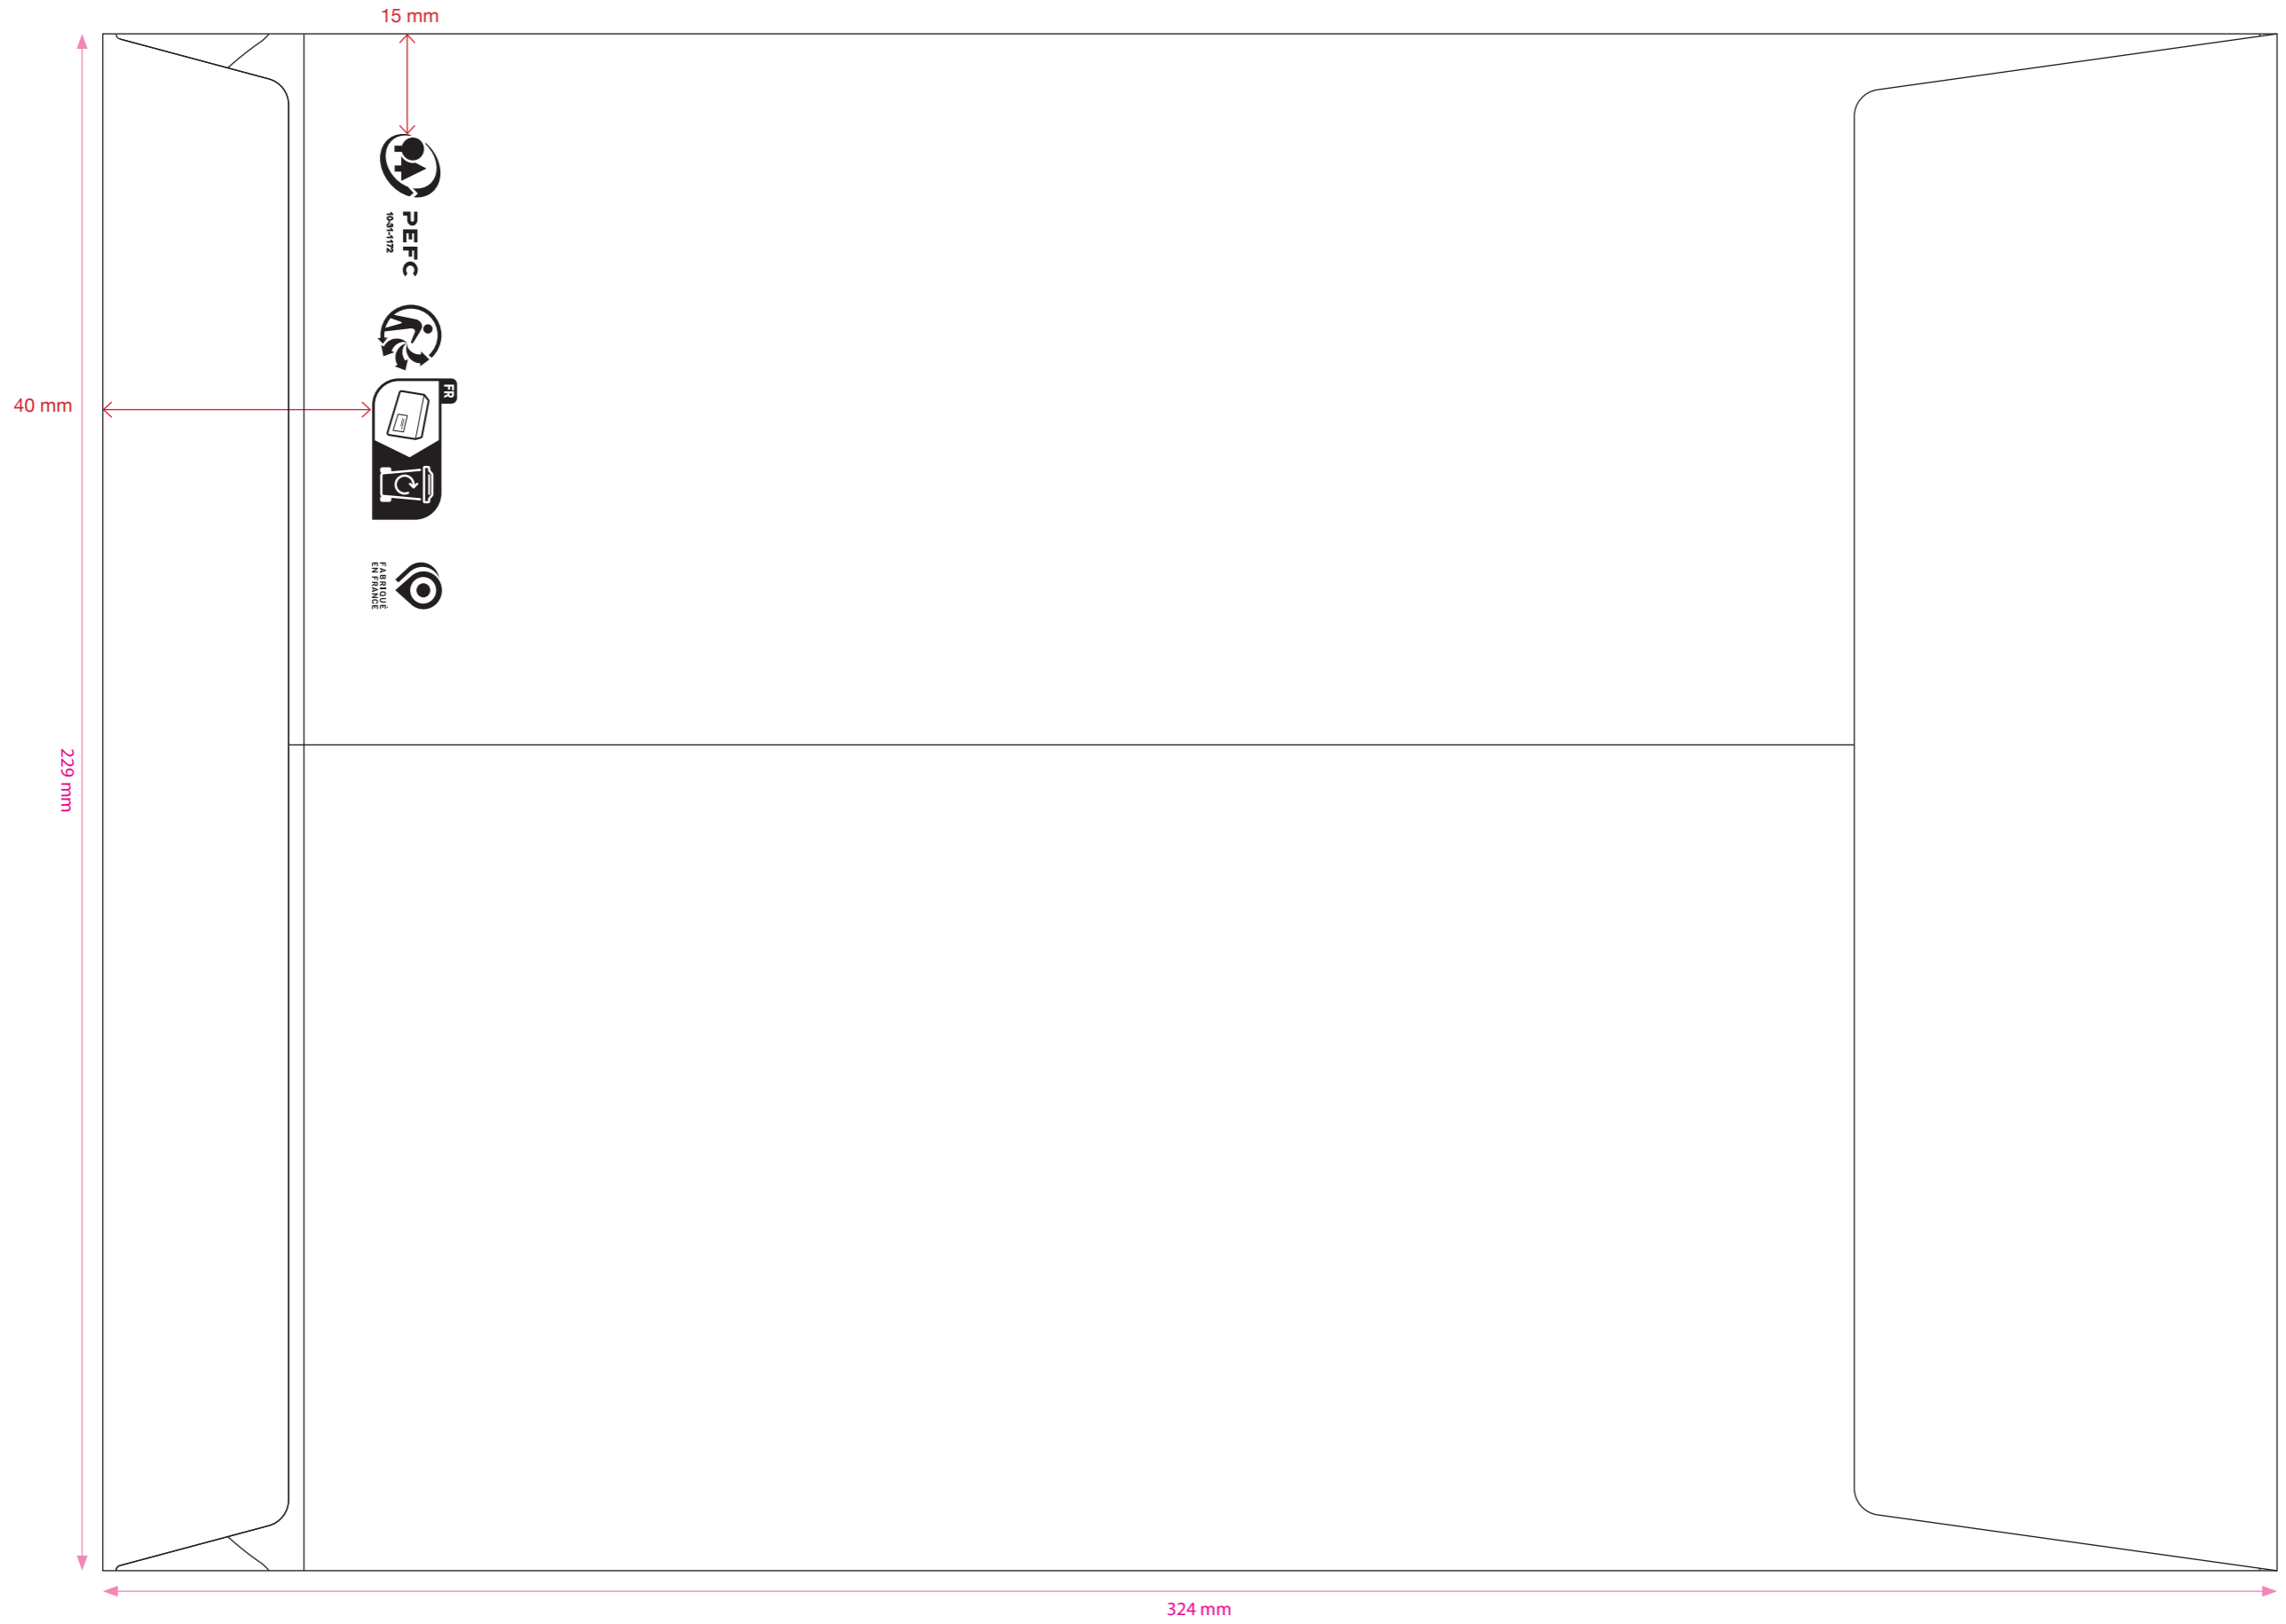 15 mm
PEFC
10-31-1172
FR
40 mm
FABRIQUÉ
EN FRANCE
229 mm
324 mm